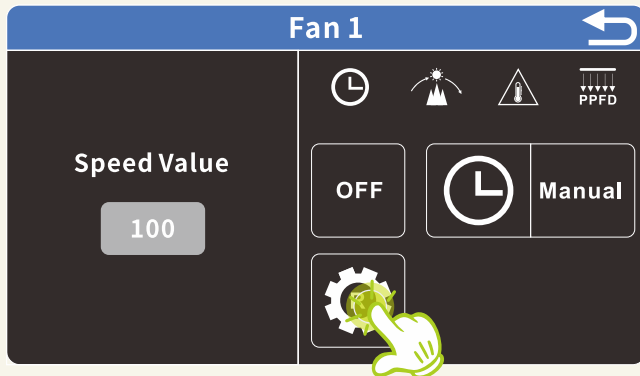 Fan 1
PPFD
Speed Value
100
OFF
Manual